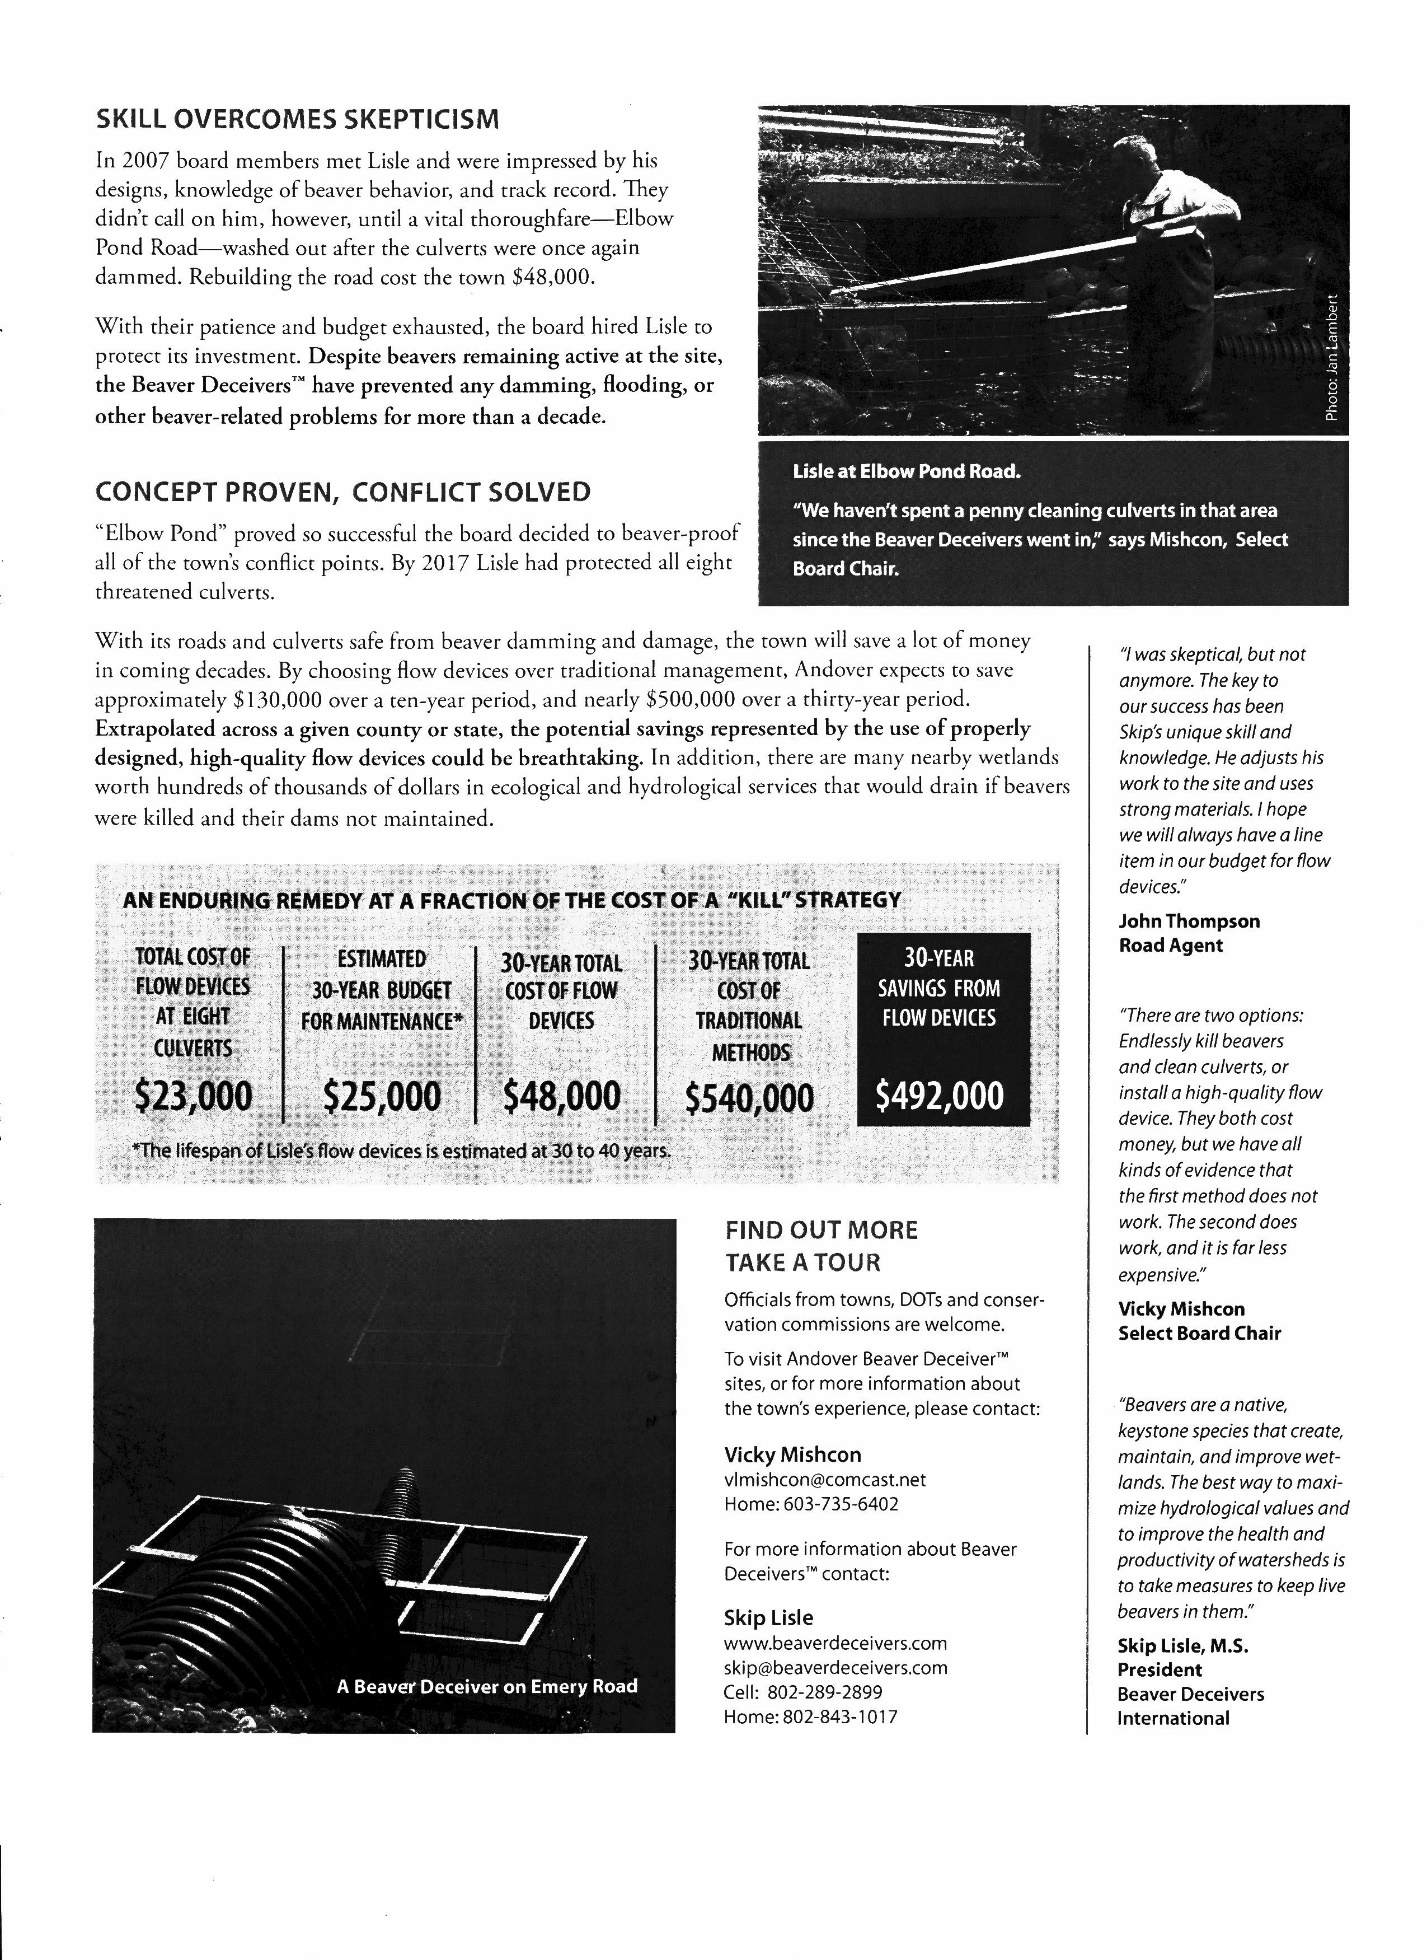 SKILL OVERCOMES SKEPTICISM
In 2007 board members met Lisle and were impressed by his
designs, knowledge of beaver behavior, and track record. They
didn't call on him, however, until a vital thoroughfare—Elbow
Pond Road—washed out after the culverts were once again
dammed. Rebuilding the road cost the town $48,000.
With their patience and budget exhausted, the board hired Lisle to
protect its investment. Despite beavers remaining active at the site,
the Beaver Deceivers™ have prevented any damming, flooding, or
other beaver-related problems for more than a decade.
Photo: Jan Lambert
Lisle at Elbow Pond Road.
"We haven't spent a penny cleaning culverts in that area
since the Beaver Deceivers went in," says Mishcon, Select
Board Chair.
CONCEPT PROVEN, CONFLICT SOLVED
"Elbow Pond" proved so successful the board decided to beaver-proof
all of the town's conflict points. By 2017 Lisle had protected all eight
threatened culverts.
With its roads and culverts safe from beaver damming and damage, the town will save a lot of money
in coming decades. By choosing flow devices over traditional management, Andover expects to save
approximately $130,000 over a ten-year period, and nearly $500,000 over a thirty-year period.
Extrapolated across a given county or state, the potential savings represented by the use of properly
designed, high-quality flow devices could be breathtaking. In addition, there are many nearby wetlands
worth hundreds of thousands of dollars in ecological and hydrological services that would drain if beavers
were killed and their dams not maintained.
AN ENDURING REMEDY AT A FRACTION OF THE COST OF A "KILL" STRATEGY
TOTAL COST OF
FLOW DEVICES
AT EIGHT
CULVERTS
$23,000
ESTIMATED
30-YEAR BUDGET
FOR MAINTENANCE*
$25,000
30-YEAR TOTAL
COST OF FLOW
DEVICES
$48,000
30-YEAR TOTAL
COST OF
TRADITIONAL
METHODS
$540,000
30-YEAR
SAVINGS FROM
FLOW DEVICES
$492,000
*The lifespan of Lisle's flow devices is estimated at 30 to 40 years.
A Beaver Deceiver on Emery Road
FIND OUT MORE
TAKE A TOUR
Officials from towns, DOTs and conser-
vation commissions are welcome.
To visit Andover Beaver Deceiver™
sites, or for more information about
the town's experience, please contact:
Vicky Mishcon
vlmishcon@comcast.net
Home: 603-735-6402
For more information about Beaver
Deceivers™ contact:
Skip Lisle
www.beaverdeceivers.com
skip@beaverdeceivers.com
Cell: 802-289-2899
Home: 802-843-1017
"I was skeptical, but not
anymore. The key to
our success has been
Skip's unique skill and
knowledge. He adjusts his
work to the site and uses
strong materials. I hope
we will always have a line
item in our budget for flow
devices."
John Thompson
Road Agent
"There are two options:
Endlessly kill beavers
and clean culverts, or
install a high-quality flow
device. They both cost
money, but we have all
kinds of evidence that
the first method does not
work. The second does
work, and it is far less
expensive."
Vicky Mishcon
Select Board Chair
"Beavers are a native,
keystone species that create,
maintain, and improve wet-
lands. The best way to maxi-
mize hydrological values and
to improve the health and
productivity of watersheds is
to take measures to keep live
beavers in them."
Skip Lisle, M.S.
President
Beaver Deceivers
International